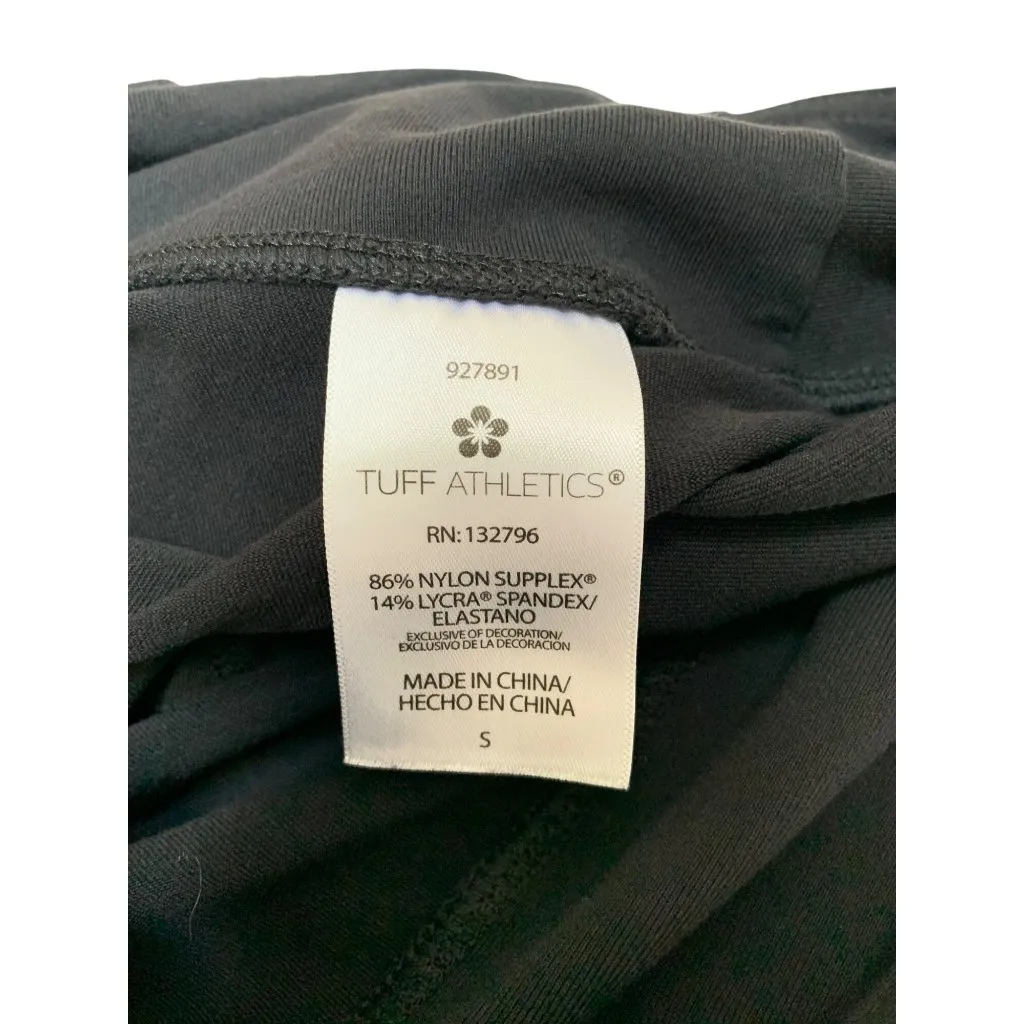 927891
TUFF ATHLETICS®
RN: 132796
86% NYLON SUPPLEX®
14% LYCRA® SPANDEX/
ELASTANO
EXCLUSIVE OF DECORATION/
EXCLUSIVO DE LA DECORACION
MADE IN CHINA/
HECHO EN CHINA
S